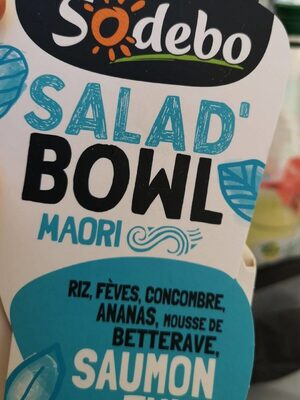 Sodebo
SALAD'
BOWL
MAORI
RIZ, FÈVES, CONCOMBRE,
ANANAS, MOUSSE DE
BETTERAVE,
SAUMON